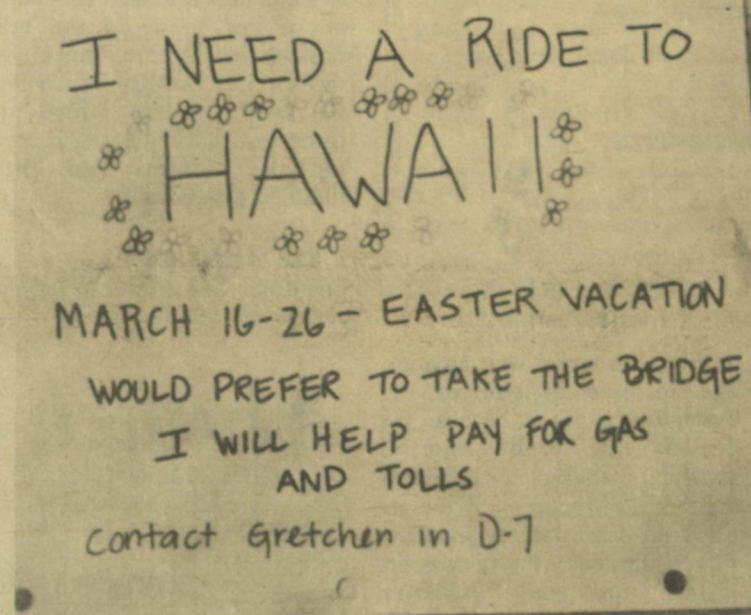 I NEED A RIDE TO
HAWAII
MARCH 16-26 - EASTER VACATION
WOULD PREFER TO TAKE THE BRIDGE
I WILL HELP PAY FOR GAS
AND TOLLS
Contact Gretchen in D-7